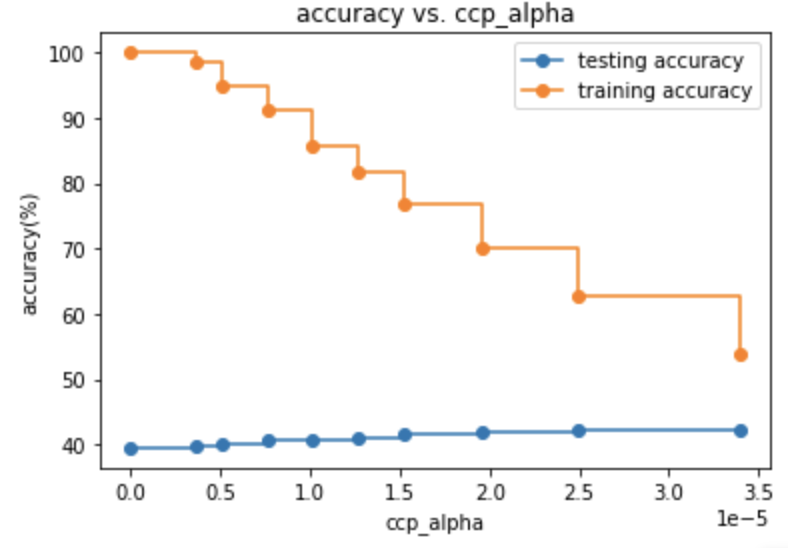 accuracy vs. ccp_alpha
testing accuracy
training accuracy
accuracy(%)
100
90
80
70
60
50
40
0.0 0.5 1.0 1.5 2.0 2.5 3.0 3.5
1e−5
ccp_alpha